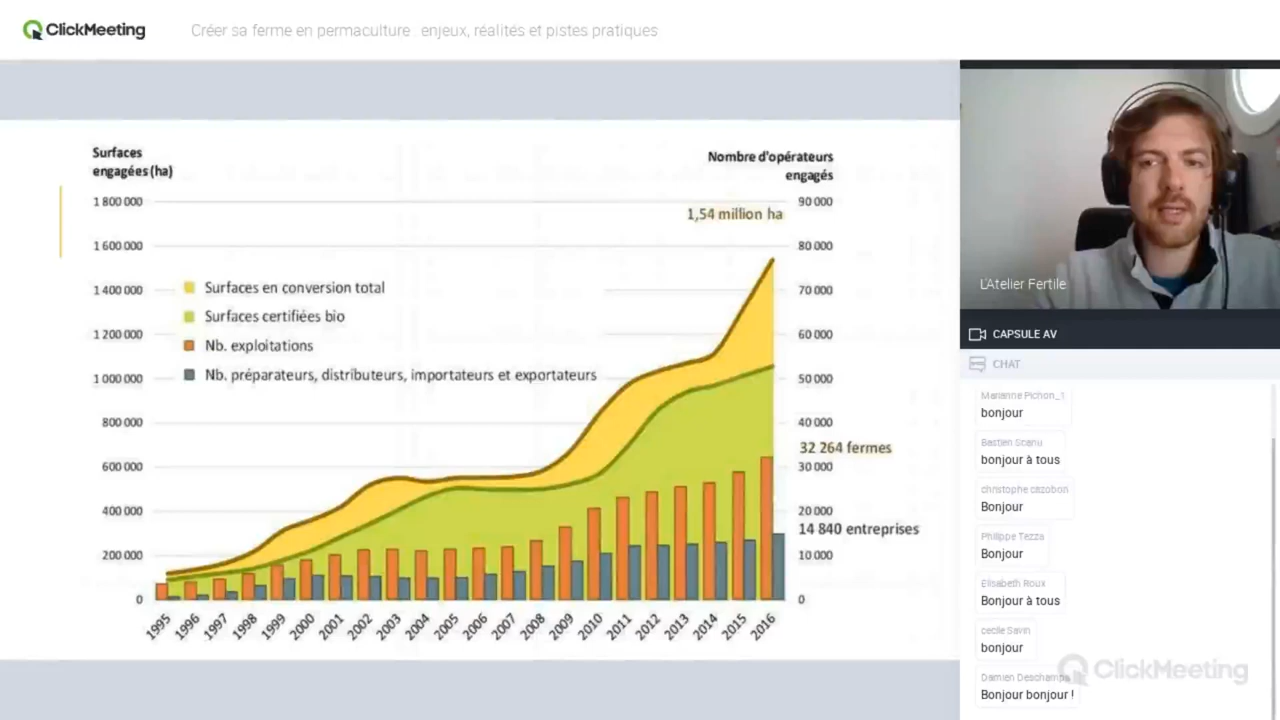 ClickMeeting
Créer sa ferme en permaculture : enjeux, réalités et pistes pratiques
Surfaces
engagées (ha)
Nombre d'opérateurs
engagés
1 800 000
1 600 000
1 400 000
1 200 000
1 000 000
800 000
600 000
400 000
200 000
0
90 000
80 000
70 000
60 000
50 000
40 000
30 000
20 000
10 000
0
1,54 million ha
32 264 fermes
14 840 entreprises
Surfaces en conversion total
Surfaces certifiées bio
Nb. exploitations
Nb. préparateurs, distributeurs, importateurs et exportateurs
1995
1996
1997
1998
1999
2000
2001
2002
2003
2004
2005
2006
2007
2008
2009
2010
2011
2012
2013
2014
2015
2016
L'Atelier Fertile
CAPSULE AV
CHAT
Marianne Pichon_1
bonjour
Bastien Scanu
bonjour à tous
christophe cazobon
Bonjour
Philippe Tezza
Bonjour
Elisabeth Roux
Bonjour à tous
cecile Savin
bonjour
Damien Deschamps
Bonjour bonjour !
ClickMeeting